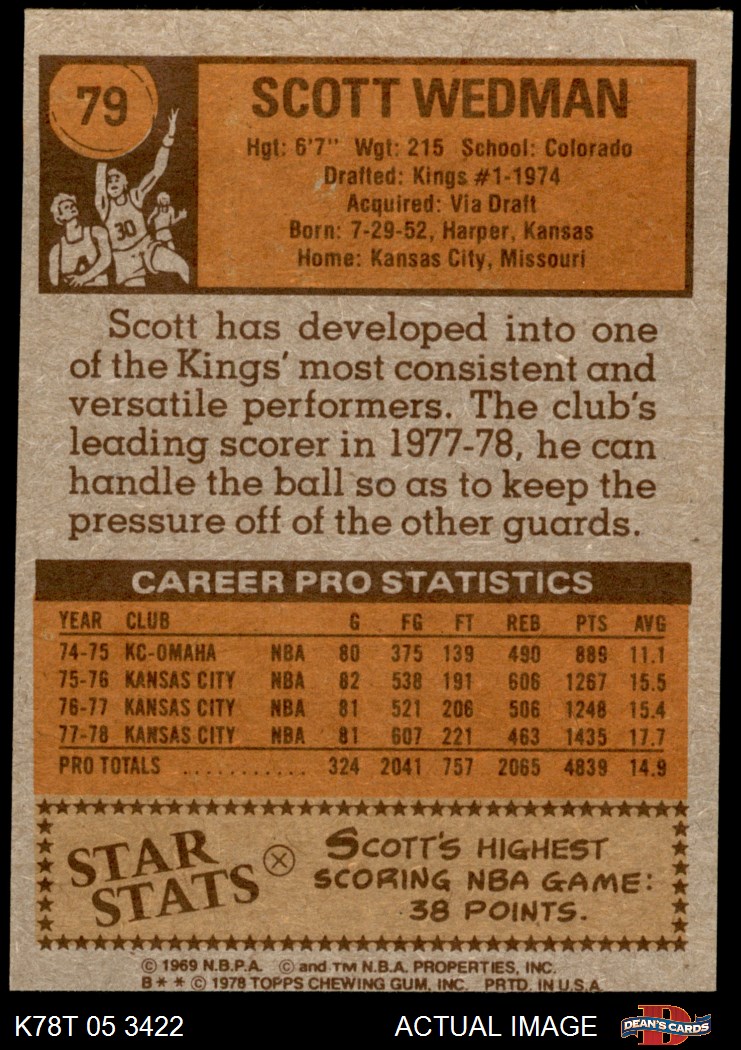 79
SCOTT WEDMAN
Hgt: 6'7" Wgt: 215 School: Colorado
Drafted: Kings #1-1974
Acquired: Via Draft
Born: 7-29-52, Harper, Kansas
Home: Kansas City, Missouri
30
Scott has developed into one
of the Kings' most consistent and
versatile performers. The club's
leading scorer in 1977-78, he can
handle the ball so as to keep the
pressure off of the other guards.
CAREER PRO STATISTICS
YEAR CLUB G FG FT REB PTS AVG
74-75 KC-OMAHA NBA 80 375 139 490 889 11.1
75-76 KANSAS CITY NBA 82 538 191 606 1267 15.5
76-77 KANSAS CITY NBA 81 521 206 506 1248 15.4
77-78 KANSAS CITY NBA 81 607 221 463 1435 17.7
PRO TOTALS ............ 324 2041 757 2065 4839 14.9
STAR
STATS
SCOTT'S HIGHEST
SCORING NBA GAME:
38 POINTS.
© 1969 N.B.P.A. © and TM N.B.A. PROPERTIES, INC.
B* * © 1978 TOPPS CHEWING GUM, INC. PRTD. IN U.S.A.
K78T 05 3422 ACTUAL IMAGE
D
DEAN'S CARDS